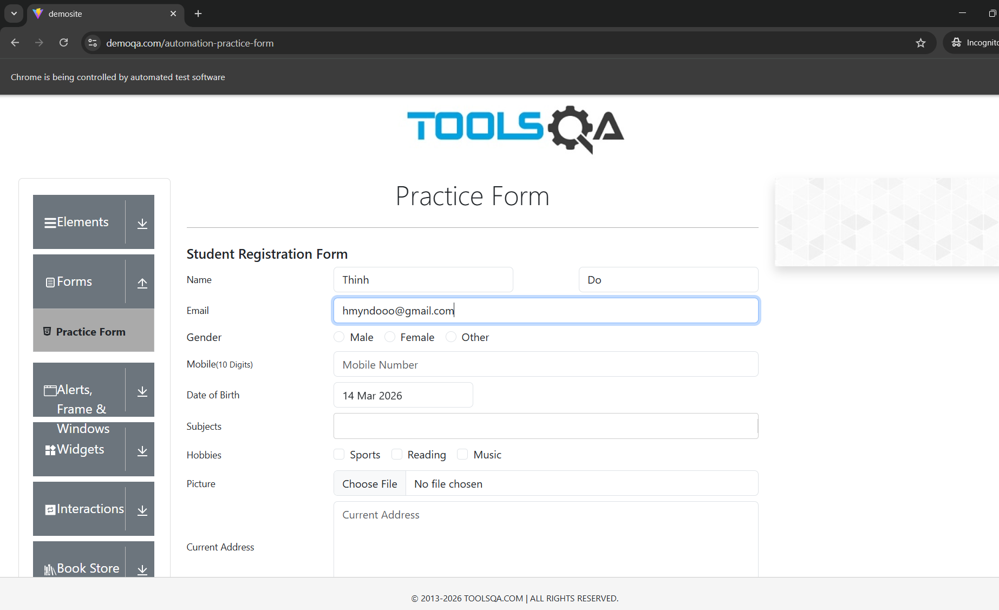 demosite
demoqa.com/automation-practice-form
Incognito
Chrome is being controlled by automated test software
TOOLSQA
Practice Form
Elements
Forms
Practice Form
Alerts, Frame & Windows
Widgets
Interactions
Book Store
Student Registration Form
Name Thinh Do
Email hmyndooo@gmail.com
Gender Male Female Other
Mobile(10 Digits) Mobile Number
Date of Birth 14 Mar 2026
Subjects
Hobbies Sports Reading Music
Picture Choose File No file chosen
Current Address Current Address
© 2013-2026 TOOLSQA.COM | ALL RIGHTS RESERVED.